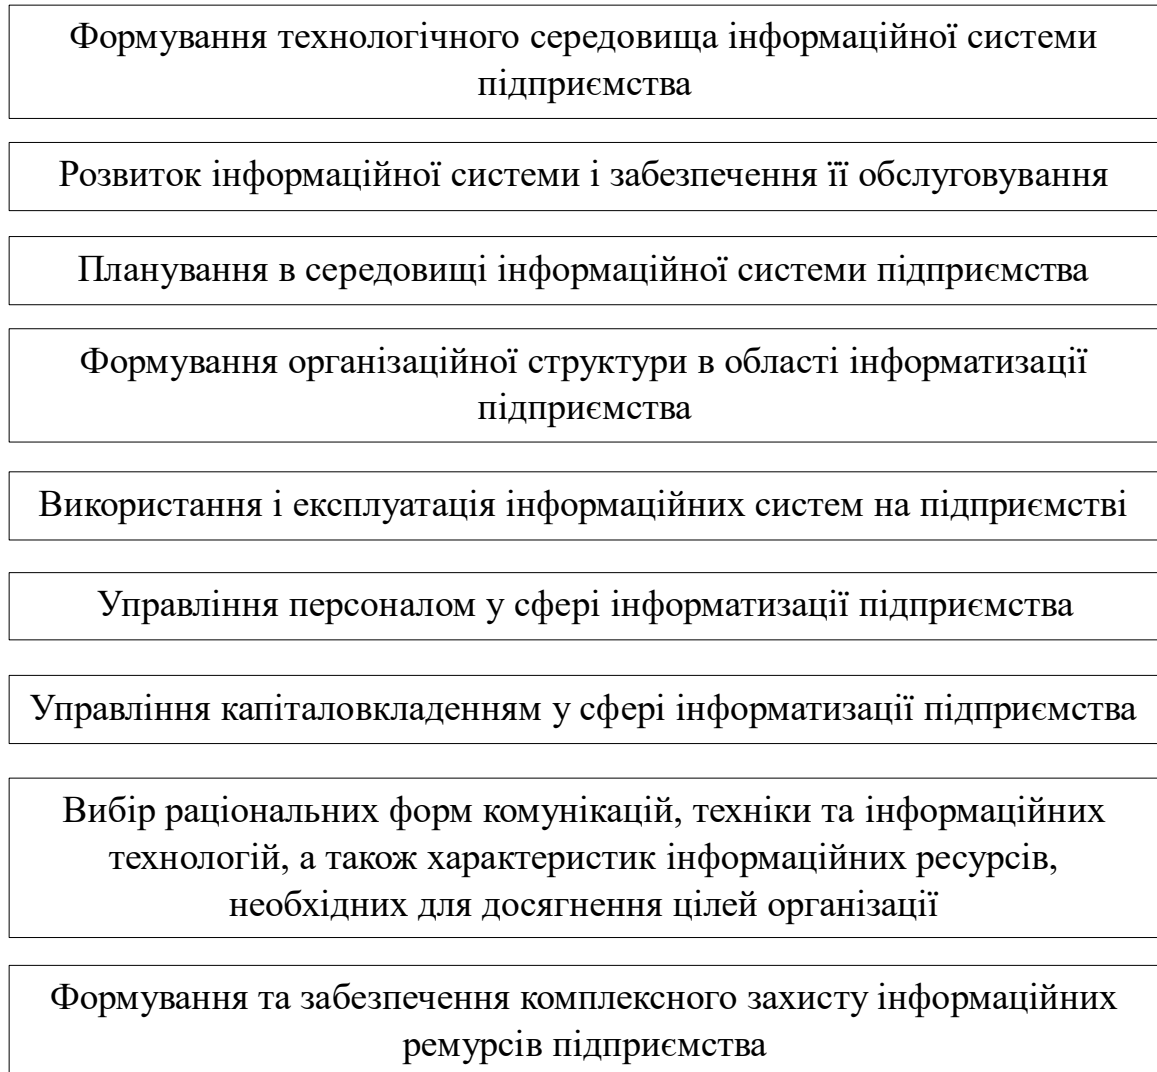 Формування технологічного середовища інформаційної системи
підприємства
Розвиток інформаційної системи і забезпечення її обслуговування
Планування в середовищі інформаційної системи підприємства
Формування організаційної структури в області інформатизації
підприємства
Використання і експлуатація інформаційних систем на підприємстві
Управління персоналом у сфері інформатизації підприємства
Управління капіталовкладенням у сфері інформатизації підприємства
Вибір раціональних форм комунікацій, техніки та інформаційних
технологій, а також характеристик інформаційних ресурсів,
необхідних для досягнення цілей організації
Формування та забезпечення комплексного захисту інформаційних
ремурсів підприємства